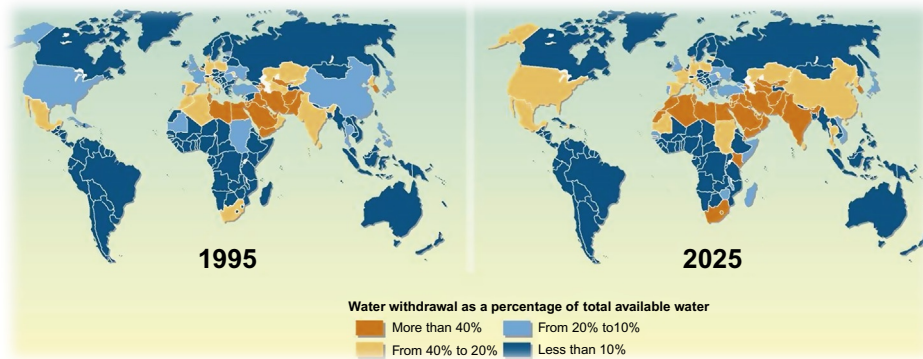 1995
2025
Water withdrawal as a percentage of total available water
More than 40%
From 20% to10%
From 40% to 20%
Less than 10%